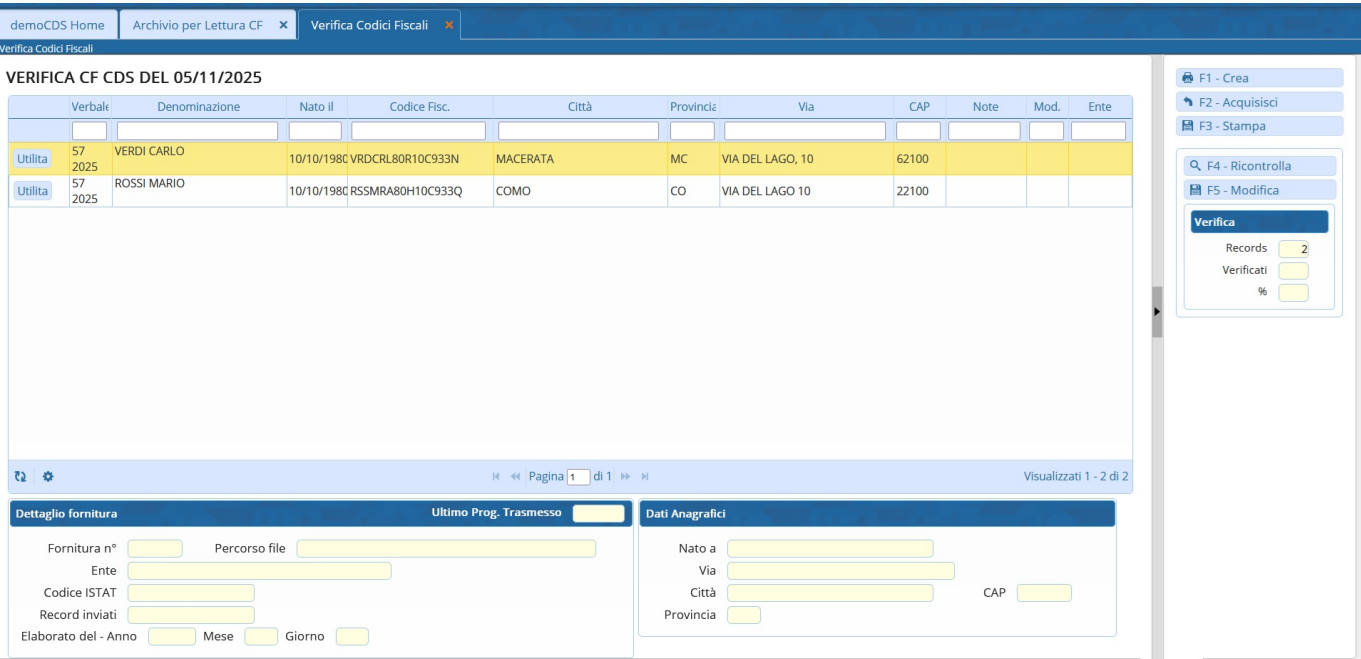 demoCDS Home Archivio per Lettura CF × Verifica Codici Fiscali ×
Verifica Codici Fiscali
VERIFICA CF CDS DEL 05/11/2025
Verbale Denominazione Nato il Codice Fisc. Città Provincia Via CAP Note Mod. Ente
Utilita 57 2025 VERDI CARLO 10/10/1980 VRDCRL80R10C933N MACERATA MC VIA DEL LAGO, 10 62100
Utilita 57 2025 ROSSI MARIO 10/10/1980 RSSMRA80H10C933Q COMO CO VIA DEL LAGO 10 22100
Pagina 1 di 1 Visualizzati 1 - 2 di 2
Dettaglio fornitura Ultimo Prog. Trasmesso
Fornitura n° Percorso file
Ente
Codice ISTAT
Record inviati
Elaborato del - Anno Mese Giorno
Dati Anagrafici
Nato a
Via
Città CAP
Provincia
F1 - Crea
F2 - Acquisisci
F3 - Stampa
F4 - Ricontrolla
F5 - Modifica
Verifica
Records 2
Verificati
%